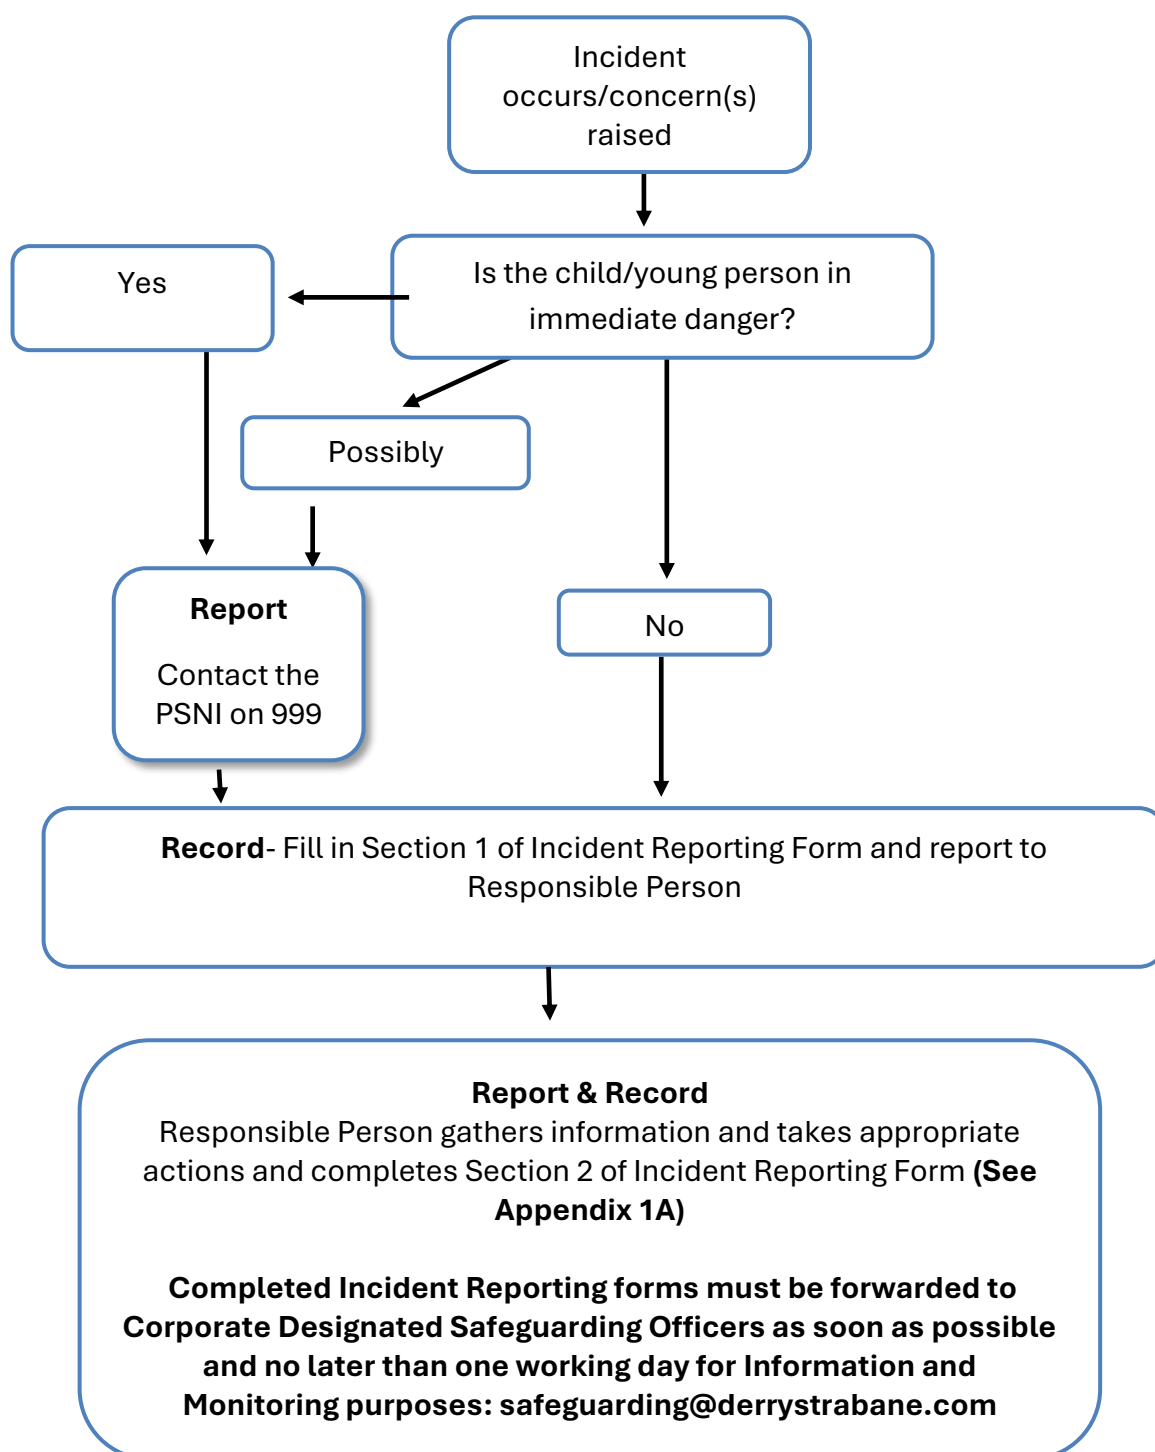 Incident
occurs/concern(s)
raised
Is the child/young person in
immediate danger?
Yes
Possibly
Report
Contact the
PSNI on 999
No
Record- Fill in Section 1 of Incident Reporting Form and report to
Responsible Person
Report & Record
Responsible Person gathers information and takes appropriate
actions and completes Section 2 of Incident Reporting Form (See
Appendix 1A)
Completed Incident Reporting forms must be forwarded to
Corporate Designated Safeguarding Officers as soon as possible
and no later than one working day for Information and
Monitoring purposes: safeguarding@derrystrabane.com